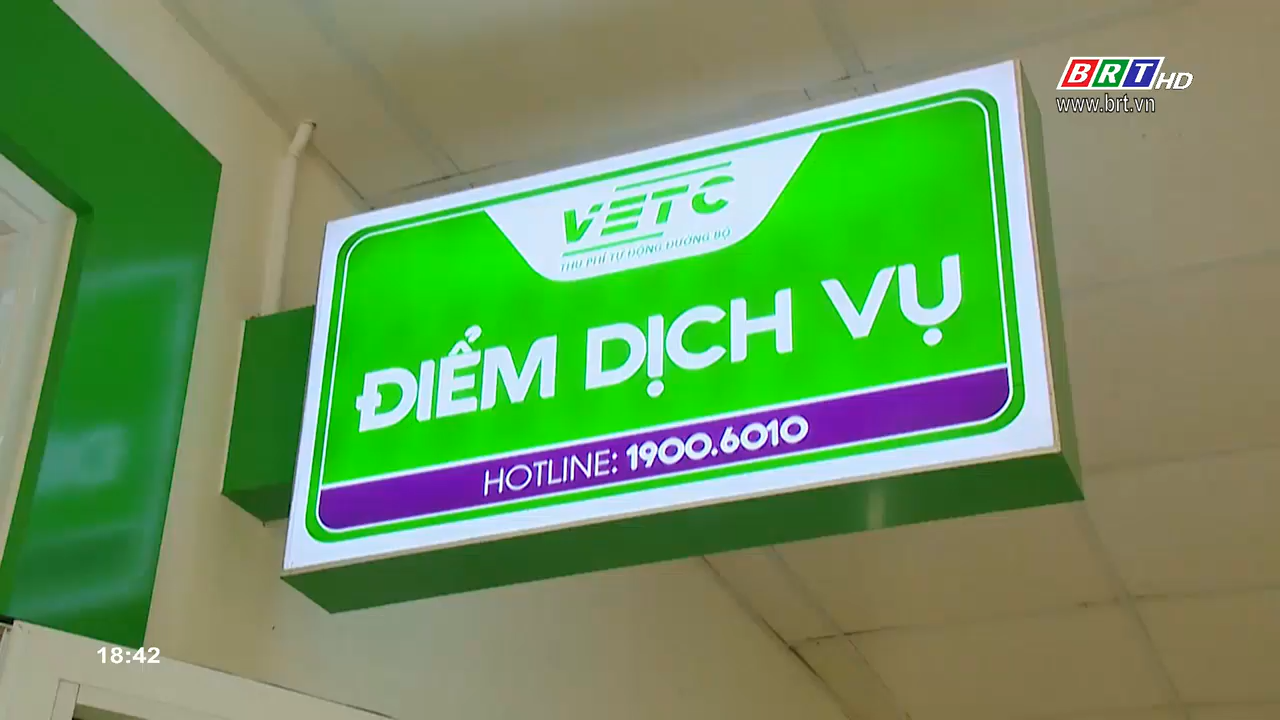 BRT HD
www.brt.vn
VETC
THU PHÍ TỰ ĐỘNG ĐƯỜNG BỘ
ĐIỂM DỊCH VỤ
HOTLINE: 1900.6010
18:42